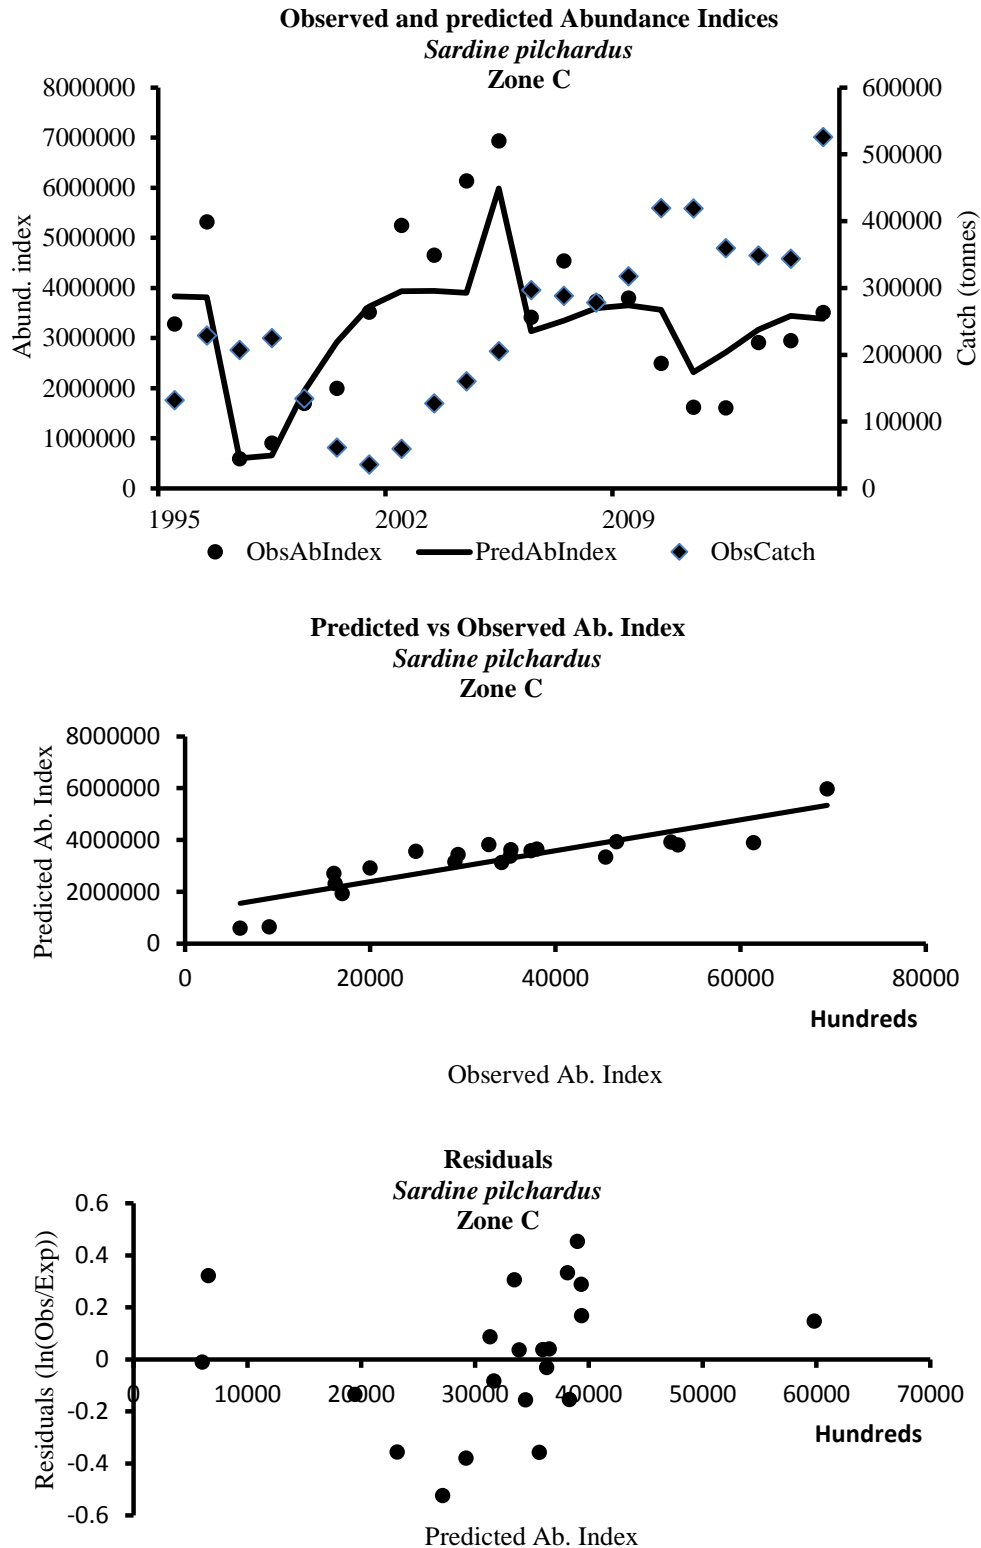 Observed and predicted Abundance Indices
Sardine pilchardus
Zone C
8000000
7000000
6000000
5000000
4000000
3000000
2000000
1000000
0
Abund. index
600000
500000
400000
300000
200000
100000
0
Catch (tonnes)
1995 2002 2009
ObsAbIndex PredAbIndex ObsCatch
Predicted vs Observed Ab. Index
Sardine pilchardus
Zone C
8000000
6000000
4000000
2000000
0
Predicted Ab. Index
0 20000 40000 60000 80000
Hundreds
Observed Ab. Index
Residuals
Sardine pilchardus
Zone C
0.6
0.4
0.2
0
-0.2
-0.4
-0.6
Residuals (ln(Obs/Exp))
0 10000 20000 30000 40000 50000 60000 70000
Hundreds
Predicted Ab. Index